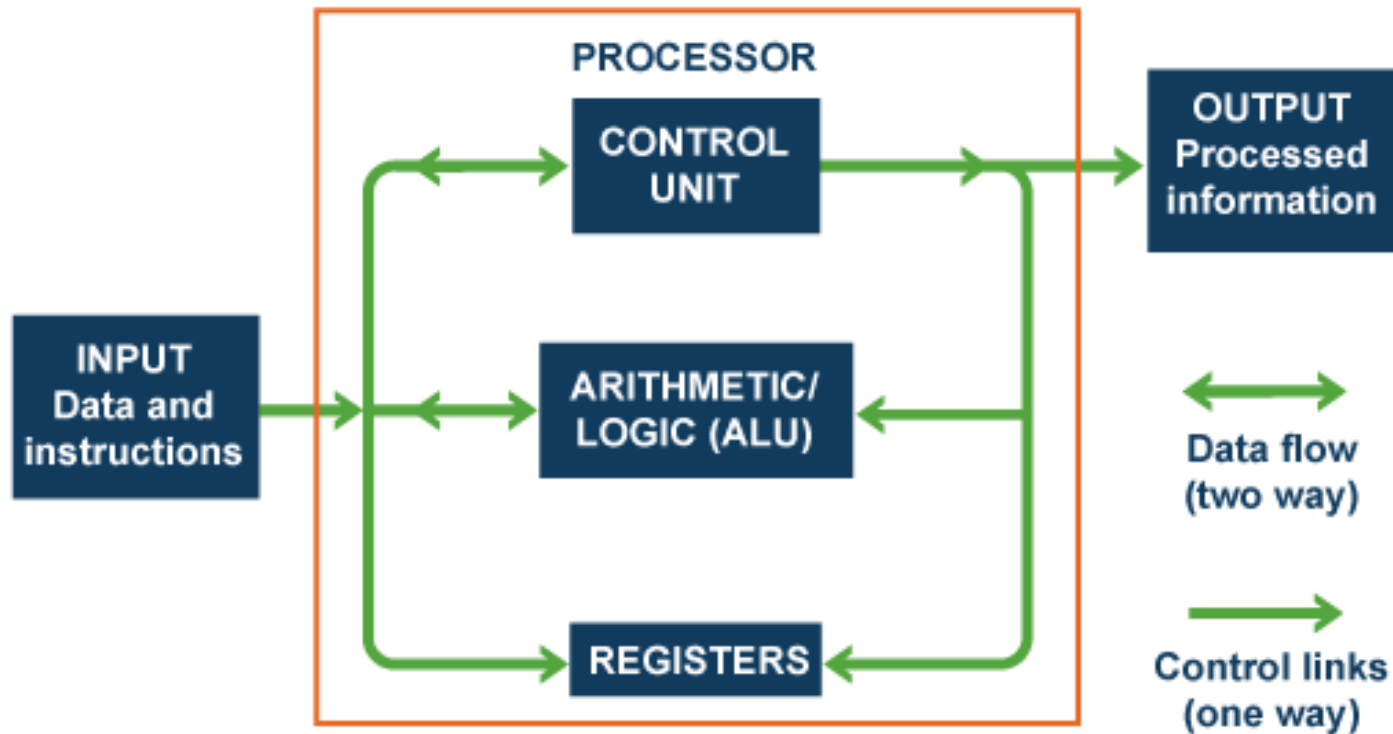 PROCESSOR
CONTROL
UNIT
OUTPUT
Processed
information
INPUT
Data and
instructions
ARITHMETIC/
LOGIC (ALU)
Data flow
(two way)
REGISTERS
Control links
(one way)